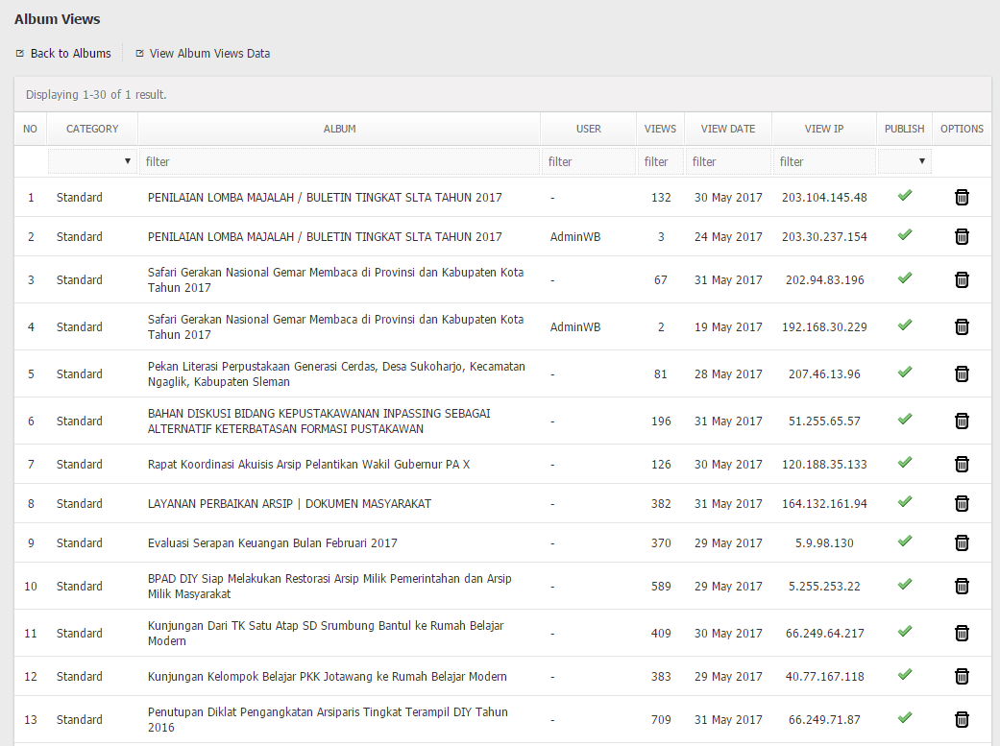 Album Views
Back to Albums View Album Views Data
Displaying 1-30 of 1 result.
NO CATEGORY ALBUM USER VIEWS VIEW DATE VIEW IP PUBLISH OPTIONS
filter filter filter filter filter
1 Standard PENILAIAN LOMBA MAJALAH / BULETIN TINGKAT SLTA TAHUN 2017 - 132 30 May 2017 203.104.145.48
2 Standard PENILAIAN LOMBA MAJALAH / BULETIN TINGKAT SLTA TAHUN 2017 AdminWB 3 24 May 2017 203.30.237.154
3 Standard Safari Gerakan Nasional Gemar Membaca di Provinsi dan Kabupaten Kota
Tahun 2017 - 67 31 May 2017 202.94.83.196
4 Standard Safari Gerakan Nasional Gemar Membaca di Provinsi dan Kabupaten Kota
Tahun 2017 AdminWB 2 19 May 2017 192.168.30.229
5 Standard Pekan Literasi Perpustakaan Generasi Cerdas, Desa Sukoharjo, Kecamatan
Ngaglik, Kabupaten Sleman - 81 28 May 2017 207.46.13.96
6 Standard BAHAN DISKUSI BIDANG KEPUSTAKAWANAN INPASSING SEBAGAI
ALTERNATIF KETERBATASAN FORMASI PUSTAKAWAN - 196 31 May 2017 51.255.65.57
7 Standard Rapat Koordinasi Akuisis Arsip Pelantikan Wakil Gubernur PA X - 126 30 May 2017 120.188.35.133
8 Standard LAYANAN PERBAIKAN ARSIP | DOKUMEN MASYARAKAT - 382 31 May 2017 164.132.161.94
9 Standard Evaluasi Serapan Keuangan Bulan Februari 2017 - 370 29 May 2017 5.9.98.130
10 Standard BPAD DIY Siap Melakukan Restorasi Arsip Milik Pemerintahan dan Arsip
Milik Masyarakat - 589 29 May 2017 5.255.253.22
11 Standard Kunjungan Dari TK Satu Atap SD Srumbung Bantul ke Rumah Belajar
Modern - 409 30 May 2017 66.249.64.217
12 Standard Kunjungan Kelompok Belajar PKK Jotawang ke Rumah Belajar Modern - 383 29 May 2017 40.77.167.118
13 Standard Penutupan Diklat Pengangkatan Arsiparis Tingkat Terampil DIY Tahun
2016 - 709 31 May 2017 66.249.71.87